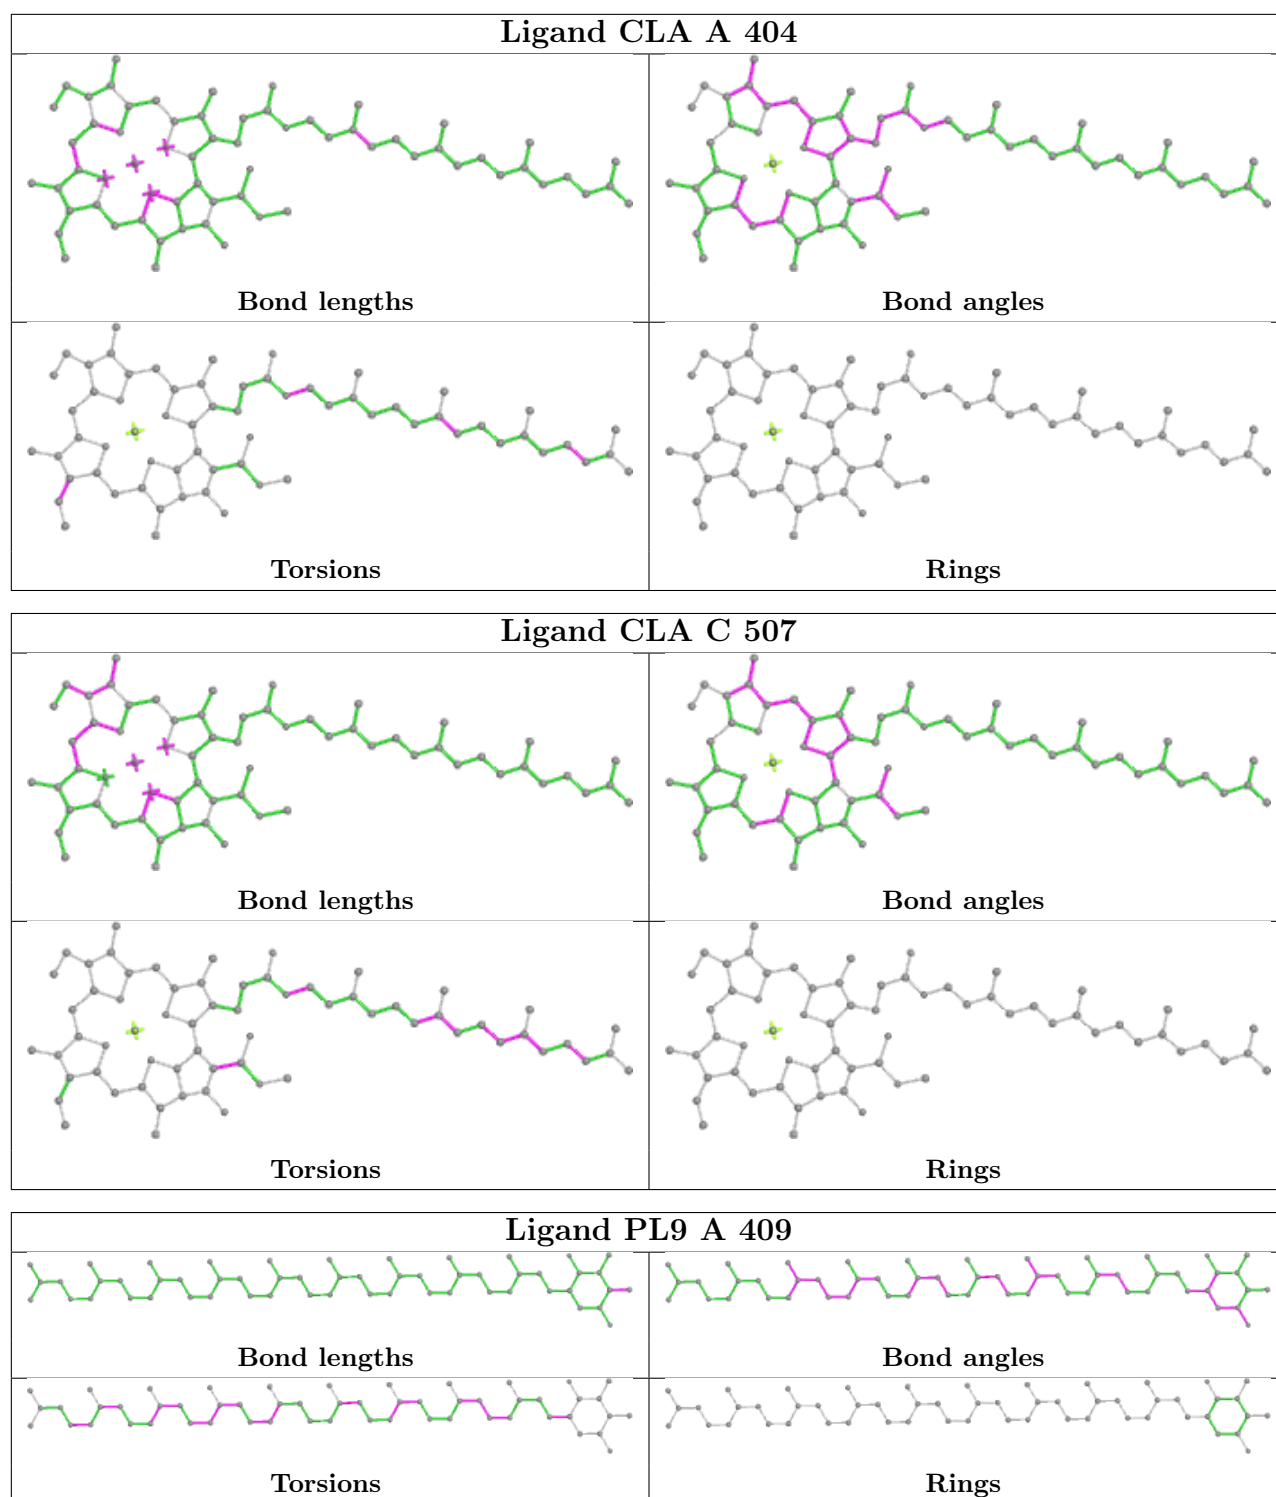 Ligand CLA A 404
Bond lengths
Bond angles
Torsions
Rings
Ligand CLA C 507
Bond lengths
Bond angles
Torsions
Rings
Ligand PL9 A 409
Bond lengths
Bond angles
Torsions
Rings